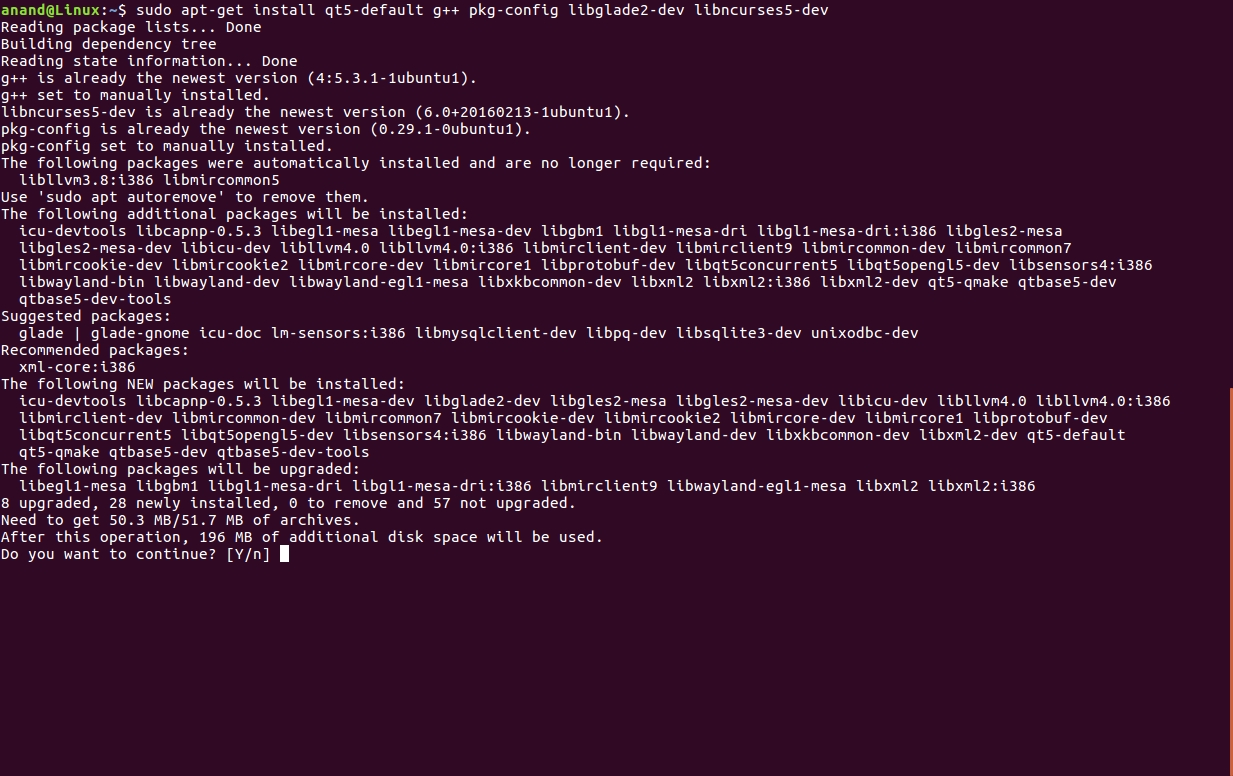 anand@Linux:~$ sudo apt-get install qt5-default g++ pkg-config libglade2-dev libncurses5-dev
Reading package lists... Done
Building dependency tree
Reading state information... Done
g++ is already the newest version (4:5.3.1-1ubuntu1).
g++ set to manually installed.
libncurses5-dev is already the newest version (6.0+20160213-1ubuntu1).
pkg-config is already the newest version (0.29.1-0ubuntu1).
pkg-config set to manually installed.
The following packages were automatically installed and are no longer required:
  libllvm3.8:i386 libmircommon5
Use 'sudo apt autoremove' to remove them.
The following additional packages will be installed:
  icu-devtools libcapnp-0.5.3 libegl1-mesa libegl1-mesa-dev libgbm1 libgl1-mesa-dri libgl1-mesa-dri:i386 libgles2-mesa
  libgles2-mesa-dev libicu-dev libllvm4.0 libllvm4.0:i386 libmirclient-dev libmirclient9 libmircommon-dev libmircommon7
  libmircookie-dev libmircookie2 libmircore-dev libmircore1 libprotobuf-dev libqt5concurrent5 libqt5opengl5-dev libsensors4:i386
  libwayland-bin libwayland-dev libwayland-egl1-mesa libxkbcommon-dev libxml2 libxml2:i386 libxml2-dev qt5-qmake qtbase5-dev
  qtbase5-dev-tools
Suggested packages:
  glade | glade-gnome icu-doc lm-sensors:i386 libmysqlclient-dev libpq-dev libsqlite3-dev unixodbc-dev
Recommended packages:
  xml-core:i386
The following NEW packages will be installed:
  icu-devtools libcapnp-0.5.3 libegl1-mesa-dev libglade2-dev libgles2-mesa libgles2-mesa-dev libicu-dev libllvm4.0 libllvm4.0:i386
  libmirclient-dev libmircommon-dev libmircommon7 libmircookie-dev libmircookie2 libmircore-dev libmircore1 libprotobuf-dev
  libqt5concurrent5 libqt5opengl5-dev libsensors4:i386 libwayland-bin libwayland-dev libxkbcommon-dev libxml2-dev qt5-default
  qt5-qmake qtbase5-dev qtbase5-dev-tools
The following packages will be upgraded:
  libegl1-mesa libgbm1 libgl1-mesa-dri libgl1-mesa-dri:i386 libmirclient9 libwayland-egl1-mesa libxml2 libxml2:i386
8 upgraded, 28 newly installed, 0 to remove and 57 not upgraded.
Need to get 50.3 MB/51.7 MB of archives.
After this operation, 196 MB of additional disk space will be used.
Do you want to continue? [Y/n]